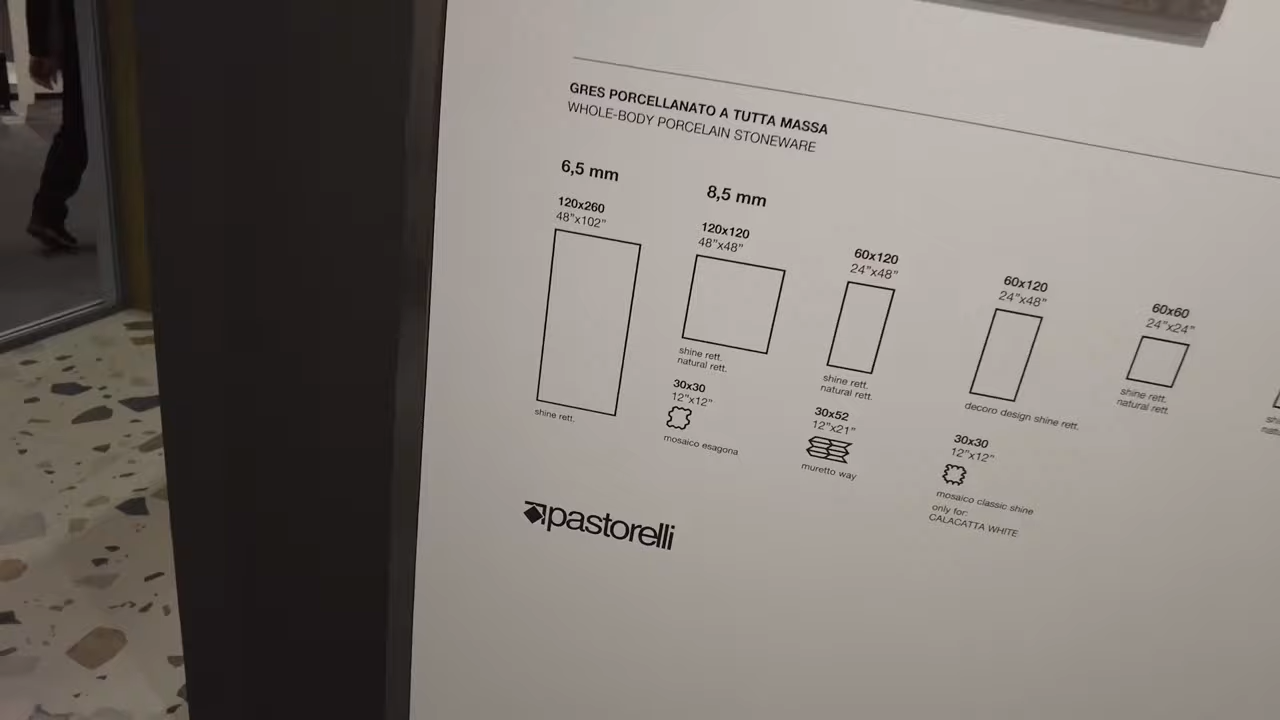 GRES PORCELLANATO A TUTTA MASSA
WHOLE-BODY PORCELAIN STONEWARE
6,5 mm
120x260
48"x102"
shine rett.
8,5 mm
120x120
48"x48"
shine rett.
natural rett.
60x120
24"x48"
shine rett.
natural rett.
60x120
24"x48"
decoro design shine rett.
60x60
24"x24"
shine rett.
natural rett.
30x30
12"x12"
mosaico esagona
30x52
12"x21"
muretto way
30x30
12"x12"
mosaico classic shine
only for:
CALACATTA WHITE
pastorelli